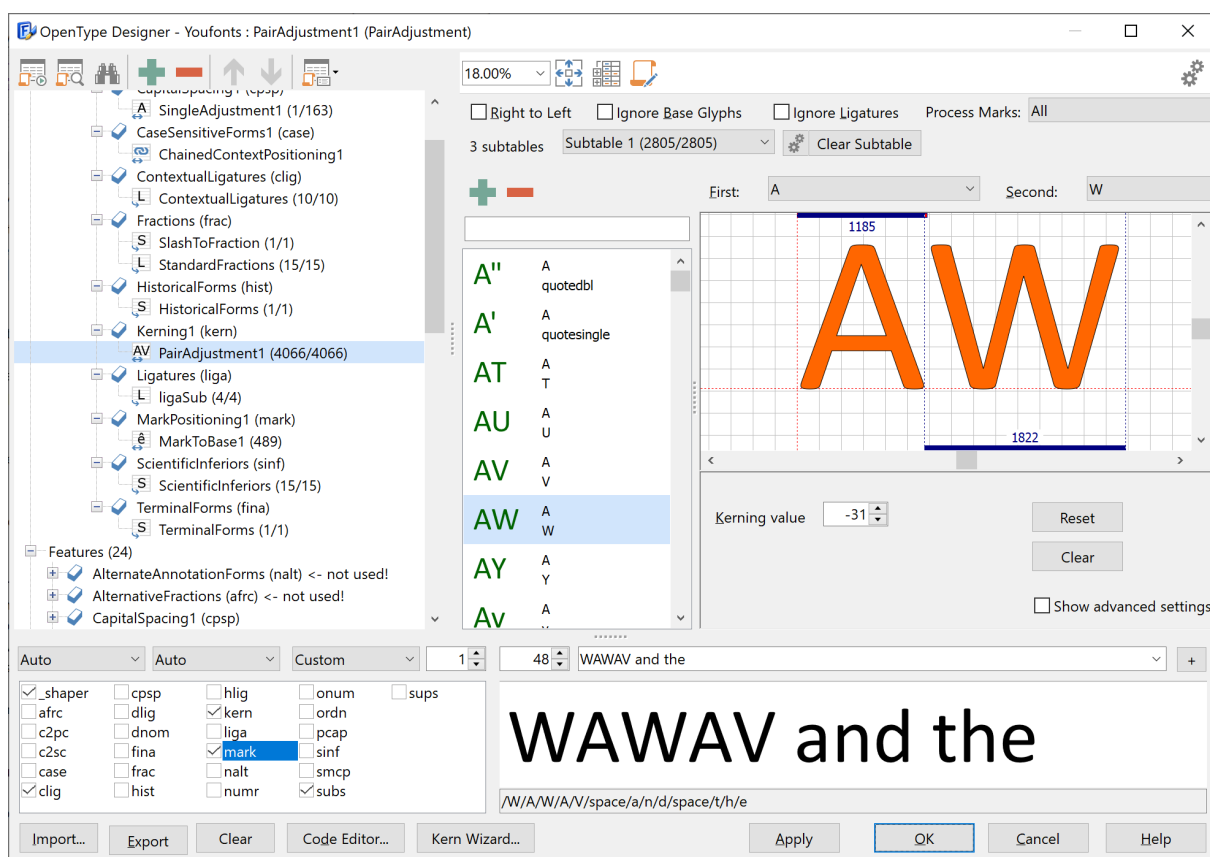 OpenType Designer - Youfonts : PairAdjustment1 (PairAdjustment)
18.00%
CapitalSpacing1 (cpsp)
SingleAdjustment1 (1/163)
CaseSensitiveForms1 (case)
ChainedContextPositioning1
ContextualLigatures (clig)
ContextualLigatures (10/10)
Fractions (frac)
SlashToFraction (1/1)
StandardFractions (15/15)
HistoricalForms (hist)
HistoricalForms (1/1)
Kerning1 (kern)
PairAdjustment1 (4066/4066)
Ligatures (liga)
ligaSub (4/4)
MarkPositioning1 (mark)
MarkToBase1 (489)
ScientificInferiors (sinf)
ScientificInferiors (15/15)
TerminalForms (fina)
TerminalForms (1/1)
Features (24)
AlternateAnnotationForms (nalt) <- not used!
AlternativeFractions (afrc) <- not used!
CapitalSpacing1 (cpsp)
Right to Left Ignore Base Glyphs Ignore Ligatures Process Marks: All
3 subtables Subtable 1 (2805/2805) Clear Subtable
First: A Second: W
A" A quotedbl
A' A quotesingle
AT A T
AU A U
AV A V
AW A W
AY A Y
Av A
1185
AW
1822
Kerning value -31 Reset
Clear
Show advanced settings
Auto Auto Custom 1 48 WAWAV and the +
_shaper cpsp hlig onum sups
afrc dlig kern ordn
c2pc dnom liga pcap
c2sc fina mark sinf
case frac nalt smcp
clig hist numr subs
WAWAV and the
/W/A/W/A/V/space/a/n/d/space/t/h/e
Import... Export Clear Code Editor... Kern Wizard... Apply OK Cancel Help